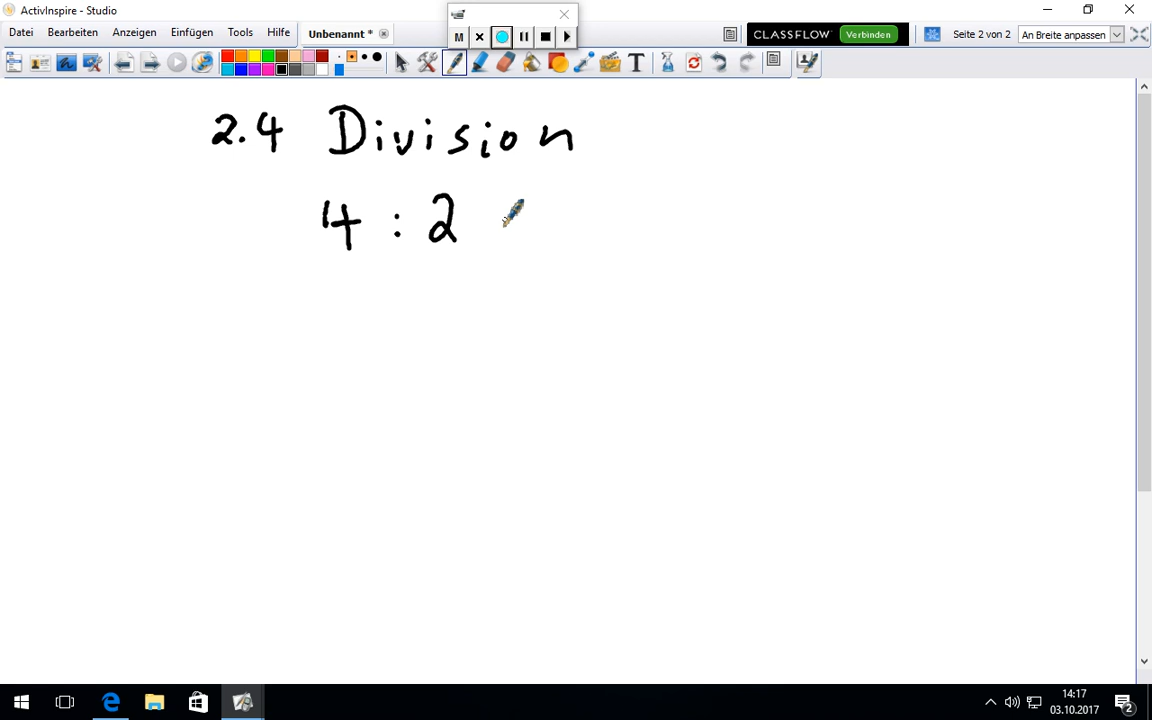 ActivInspire - Studio
Datei Bearbeiten Anzeigen Einfügen Tools Hilfe Unbenannt * CLASSFLOW Verbinden Seite 2 von 2 An Breite anpassen
M
T
2.4 Division
4 : 2
14:17
03.10.2017
2